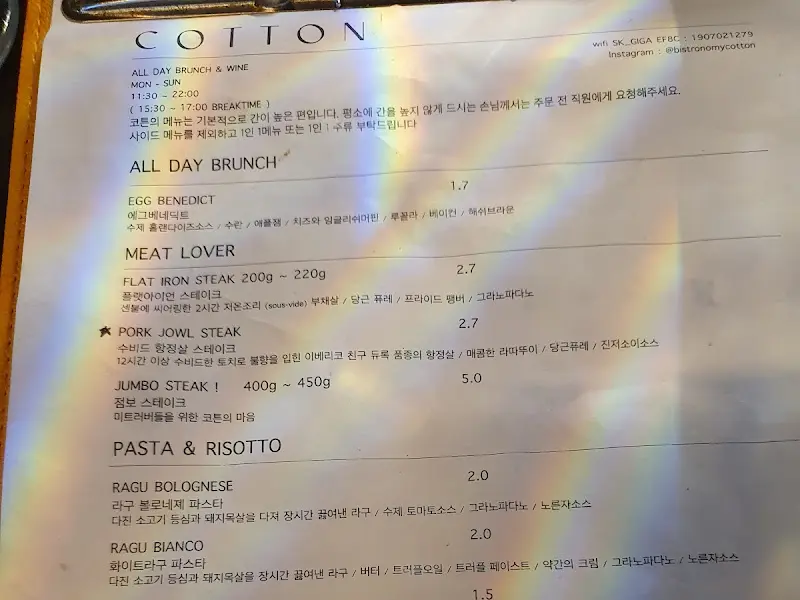 COTTON
wifi SK_GIGA EF8C : 1907021279
Instagram : @bistronomycotton
ALL DAY BRUNCH & WINE
MON - SUN
11:30 ~ 22:00
( 15:30 ~ 17:00 BREAKTIME )
코튼의 메뉴는 기본적으로 간이 높은 편입니다. 평소에 간을 높지 않게 드시는 손님께서는 주문 전 직원에게 요청해주세요.
사이드 메뉴를 제외하고 1인 1메뉴 또는 1인 1 주류 부탁드립니다
ALL DAY BRUNCH
EGG BENEDICT 1.7
에그베네딕트
수제 홀랜다이즈소스 / 수란 / 애플잼 / 치즈와 잉글리쉬머핀 / 루꼴라 / 베이컨 / 해쉬브라운
MEAT LOVER
FLAT IRON STEAK 200g ~ 220g 2.7
플랫아이언 스테이크
센불에 씨어링한 2시간 저온조리 (sous-vide) 부채살 / 당근 퓨레 / 프라이드 팽버 / 그라노파다노
★ PORK JOWL STEAK 2.7
수비드 항정살 스테이크
12시간 이상 수비드한 토치로 불향을 입힌 이베리코 친구 듀록 품종의 항정살 / 매콤한 라따뚜이 / 당근퓨레 / 진저소이소스
JUMBO STEAK ! 400g ~ 450g 5.0
점보 스테이크
미트러버들을 위한 코튼의 마음
PASTA & RISOTTO
RAGU BOLOGNESE 2.0
라구 볼로네제 파스타
다진 소고기 등심과 돼지목살을 다져 장시간 끓여낸 라구 / 수제 토마토소스 / 그라노파다노 / 노른자소스
RAGU BIANCO 2.0
화이트라구 파스타
다진 소고기 등심과 돼지목살을 장시간 끓여낸 라구 / 버터 / 트러플오일 / 트러플 페이스트 / 약간의 크림 / 그라노파다노 / 노른자소스
1.5